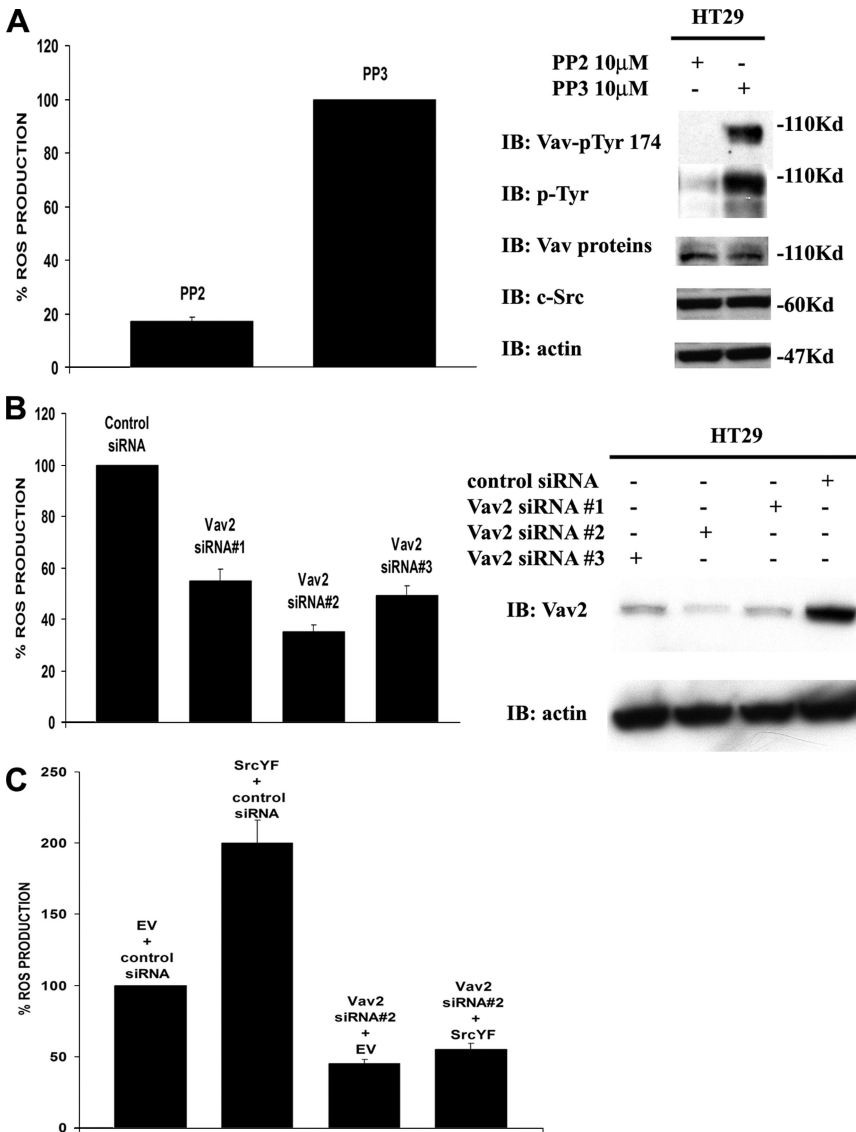 A
HT29
PP2 10μM + -
PP3 10μM - +
IB: Vav-pTyr 174 -110Kd
IB: p-Tyr -110Kd
IB: Vav proteins -110Kd
IB: c-Src -60Kd
IB: actin -47Kd
% ROS PRODUCTION
120
100
80
60
40
20
0
PP2
PP3
B
HT29
control siRNA - - - +
Vav2 siRNA #1 - - + -
Vav2 siRNA #2 - + - -
Vav2 siRNA #3 + - - -
IB: Vav2
IB: actin
% ROS PRODUCTION
120
100
80
60
40
20
0
Control
siRNA
Vav2
siRNA#1
Vav2
siRNA#2
Vav2
siRNA#3
C
% ROS PRODUCTION
250
200
150
100
50
0
EV
+
control
siRNA
SrcYF
+
control
siRNA
Vav2
siRNA#2
+
EV
Vav2
siRNA#2
+
SrcYF